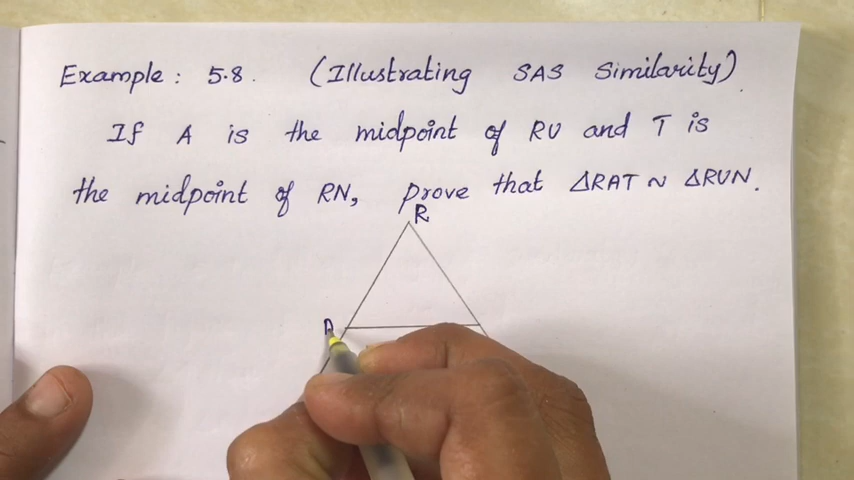 Example: 5.8. (Illustrating SAS Similarity)
If A is the midpoint of RU and T is
the midpoint of RN, prove that ΔRAT ~ ΔRUN.
R
A